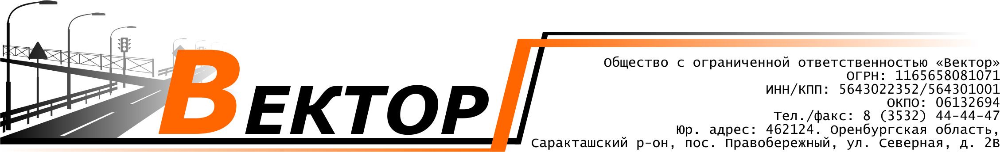 Вектор
Общество с ограниченной ответственностью «Вектор»
ОГРН: 1165658081071
ИНН/КПП: 5643022352/564301001
ОКПО: 06132694
Тел./факс: 8 (3532) 44-44-47
Юр. адрес: 462124. Оренбургская область,
Саракташский р-он, пос. Правобережный, ул. Северная, д. 2В